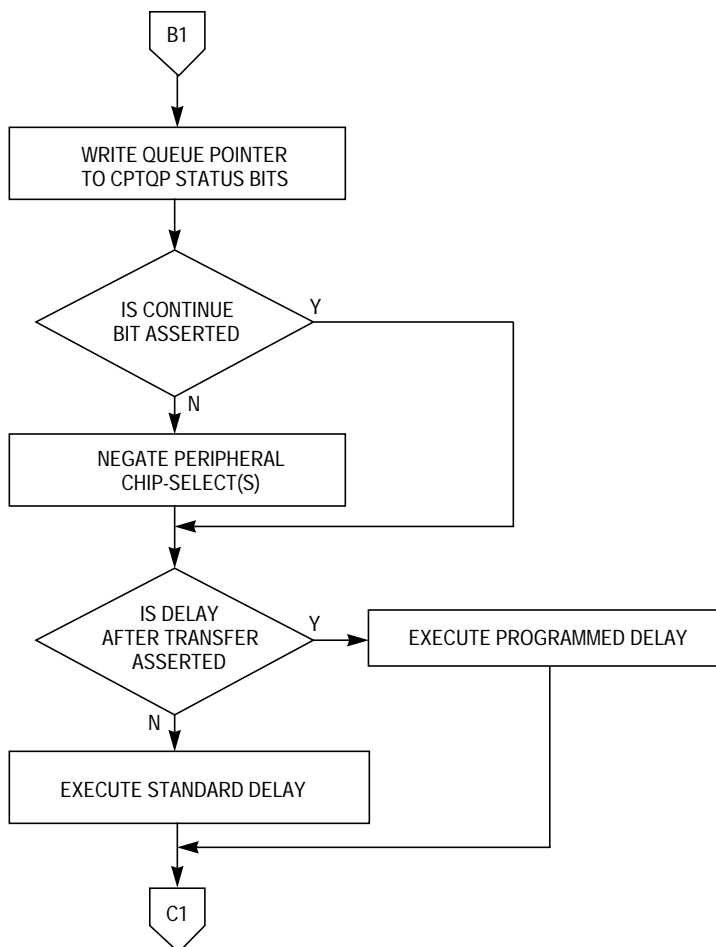 B1
WRITE QUEUE POINTER
TO CPTQP STATUS BITS
IS CONTINUE
BIT ASSERTED
Y
N
NEGATE PERIPHERAL
CHIP-SELECT(S)
IS DELAY
AFTER TRANSFER
ASSERTED
Y
EXECUTE PROGRAMMED DELAY
N
EXECUTE STANDARD DELAY
C1